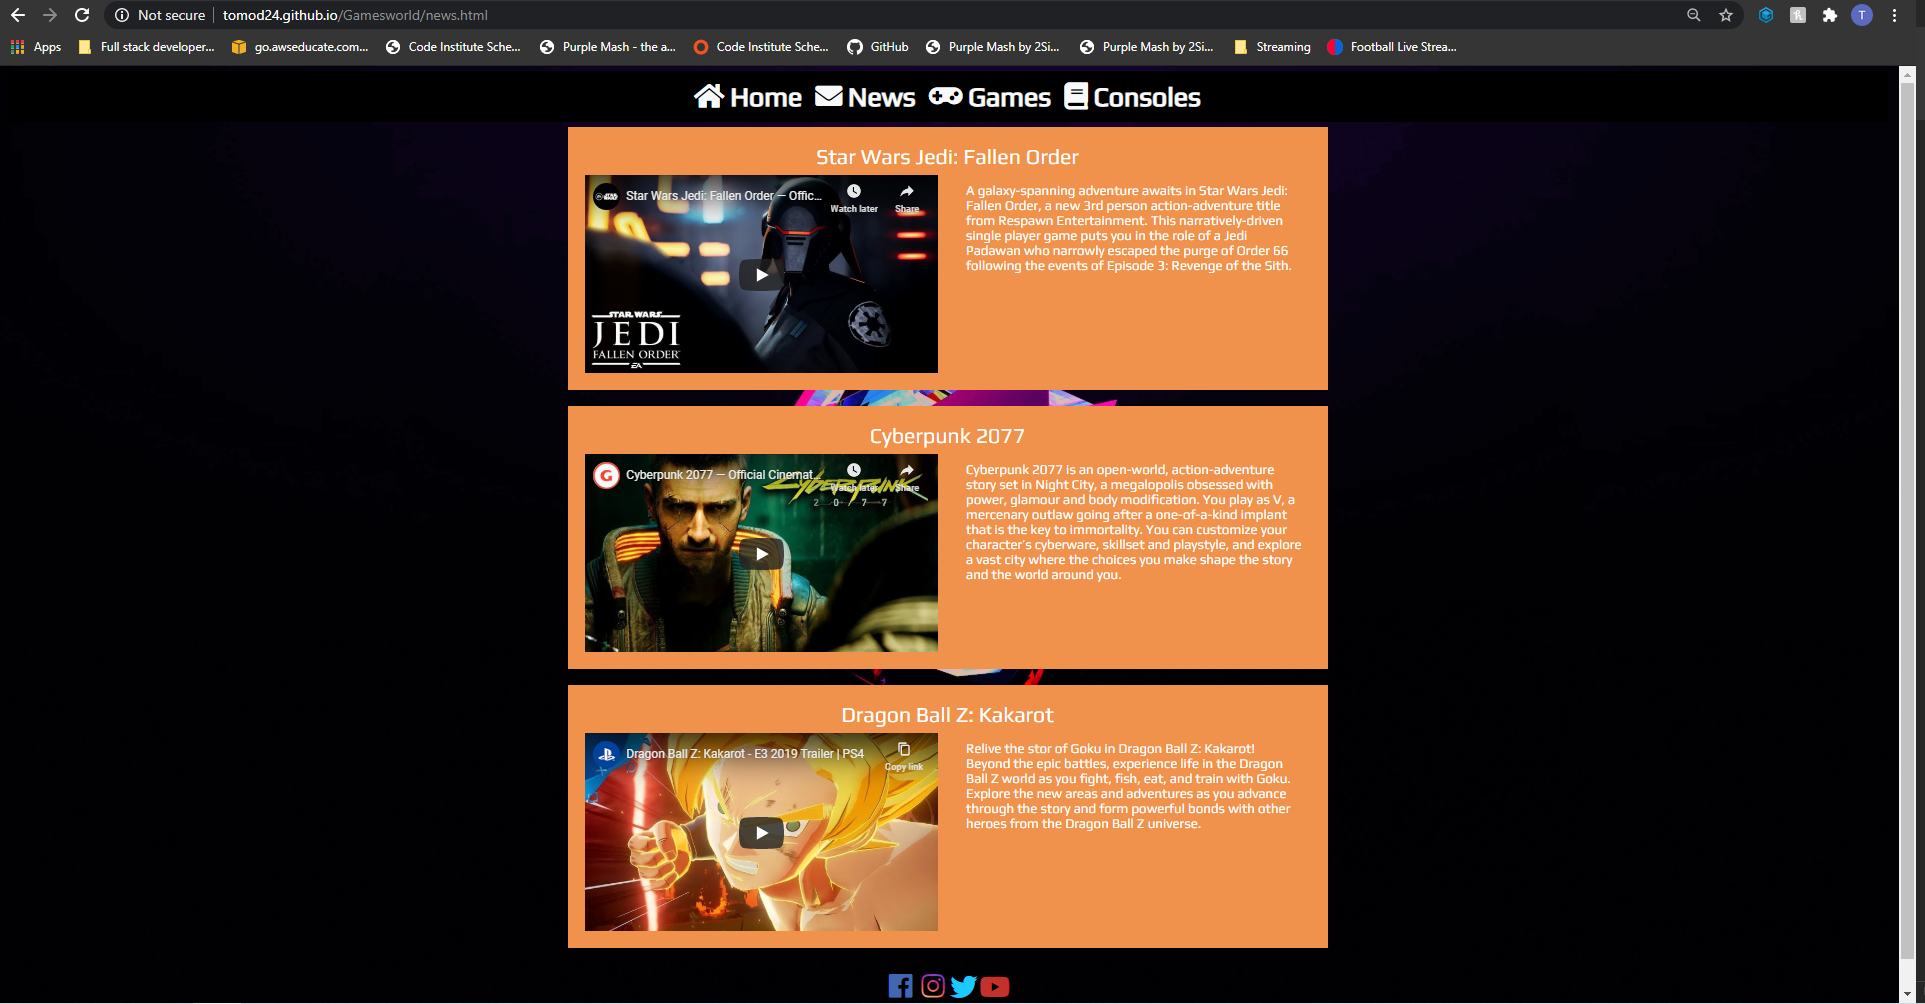 Not secure | tomod24.github.io/Gamesworld/news.html
T
Apps Full stack developer... go.awseducate.com... Code Institute Sche... Purple Mash - the a... Code Institute Sche... GitHub Purple Mash by 2Si... Purple Mash by 2Si... Streaming Football Live Strea...
Home News Games Consoles
Star Wars Jedi: Fallen Order
Star Wars Jedi: Fallen Order — Offic...
Watch later Share
STAR WARS
JEDI
FALLEN ORDER
EA
A galaxy-spanning adventure awaits in Star Wars Jedi:
Fallen Order, a new 3rd person action-adventure title
from Respawn Entertainment. This narratively-driven
single player game puts you in the role of a Jedi
Padawan who narrowly escaped the purge of Order 66
following the events of Episode 3: Revenge of the Sith.
Cyberpunk 2077
G
Cyberpunk 2077 — Official Cinemat...
Watch later Share
CYBERPUNK
2 0 7 7
Cyberpunk 2077 is an open-world, action-adventure
story set in Night City, a megalopolis obsessed with
power, glamour and body modification. You play as V, a
mercenary outlaw going after a one-of-a-kind implant
that is the key to immortality. You can customize your
character's cyberware, skillset and playstyle, and explore
a vast city where the choices you make shape the story
and the world around you.
Dragon Ball Z: Kakarot
Dragon Ball Z: Kakarot - E3 2019 Trailer | PS4
Copy link
Relive the stor of Goku in Dragon Ball Z: Kakarot!
Beyond the epic battles, experience life in the Dragon
Ball Z world as you fight, fish, eat, and train with Goku.
Explore the new areas and adventures as you advance
through the story and form powerful bonds with other
heroes from the Dragon Ball Z universe.